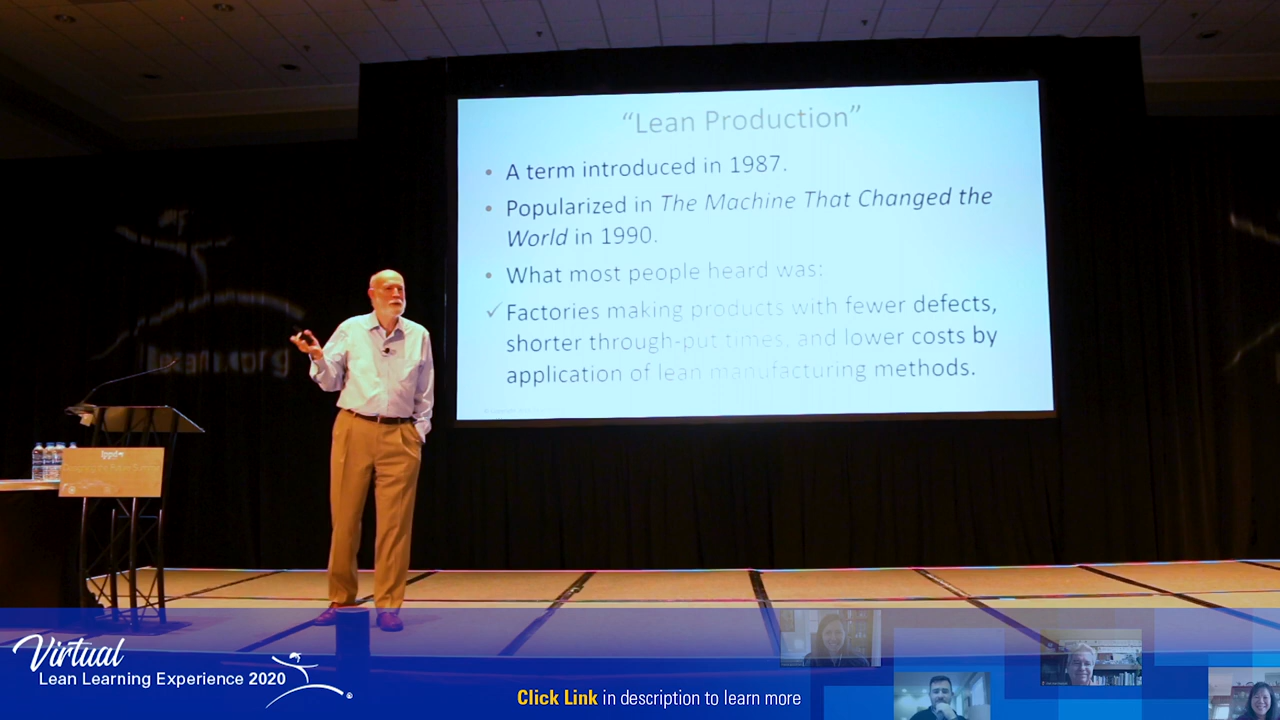 “Lean Production”
• A term introduced in 1987.
• Popularized in The Machine That Changed the
World in 1990.
• What most people heard was:
✓ Factories making products with fewer defects,
shorter through-put times, and lower costs by
application of lean manufacturing methods.
lean.org
Virtual
Lean Learning Experience 2020
Click Link in description to learn more